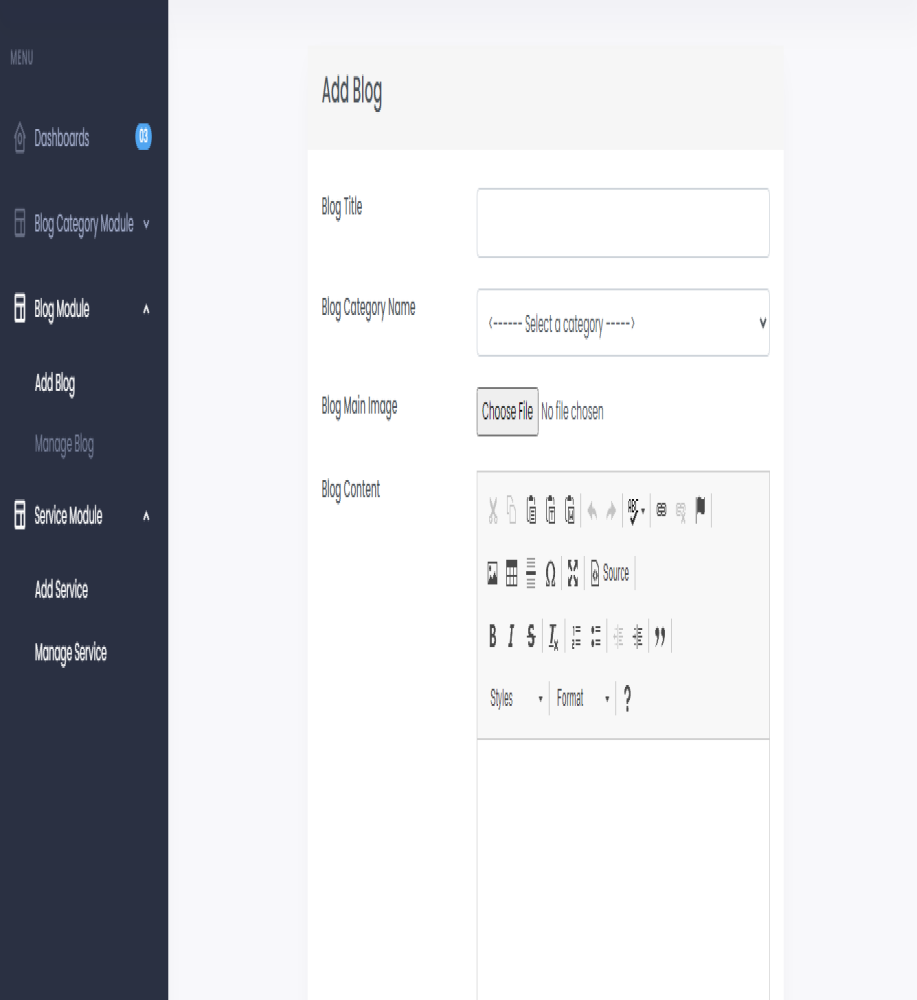 MENU
Dashboards 03
Blog Category Module
Blog Module
Add Blog
Manage Blog
Service Module
Add Service
Manage Service
Add Blog
Blog Title
Blog Category Name
<------ Select a category ----->
Blog Main Image
Choose File No file chosen
Blog Content
ABC
Source
B I S Tx
Styles Format ?